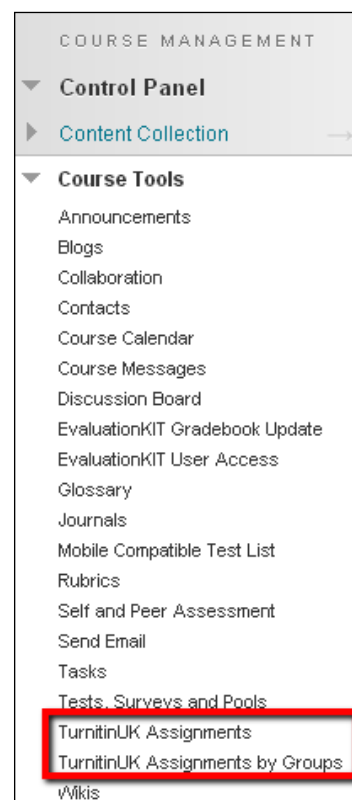 COURSE MANAGEMENT
Control Panel
Content Collection
Course Tools
Announcements
Blogs
Collaboration
Contacts
Course Calendar
Course Messages
Discussion Board
EvaluationKIT Gradebook Update
EvaluationKIT User Access
Glossary
Journals
Mobile Compatible Test List
Rubrics
Self and Peer Assessment
Send Email
Tasks
Tests, Surveys and Pools
TurnitinUK Assignments
TurnitinUK Assignments by Groups
Wikis